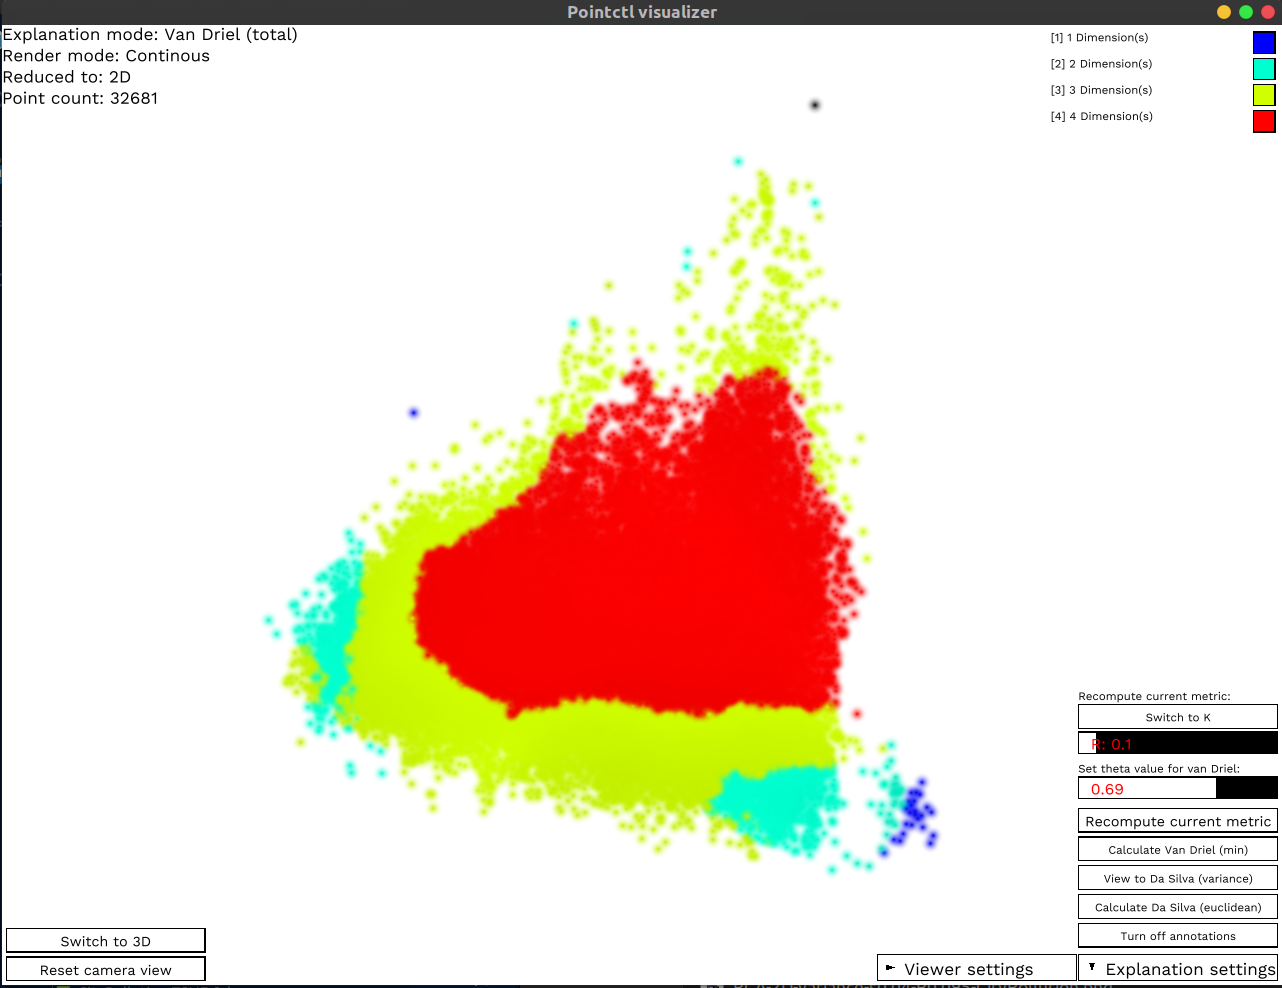 Pointctl visualizer
Explanation mode: Van Driel (total)
Render mode: Continous
Reduced to: 2D
Point count: 32681
[1] 1 Dimension(s)
[2] 2 Dimension(s)
[3] 3 Dimension(s)
[4] 4 Dimension(s)
Recompute current metric:
Switch to K
R: 0.1
Set theta value for van Driel:
0.69
Recompute current metric
Calculate Van Driel (min)
View to Da Silva (variance)
Calculate Da Silva (euclidean)
Turn off annotations
Switch to 3D
Reset camera view
Viewer settings
Explanation settings